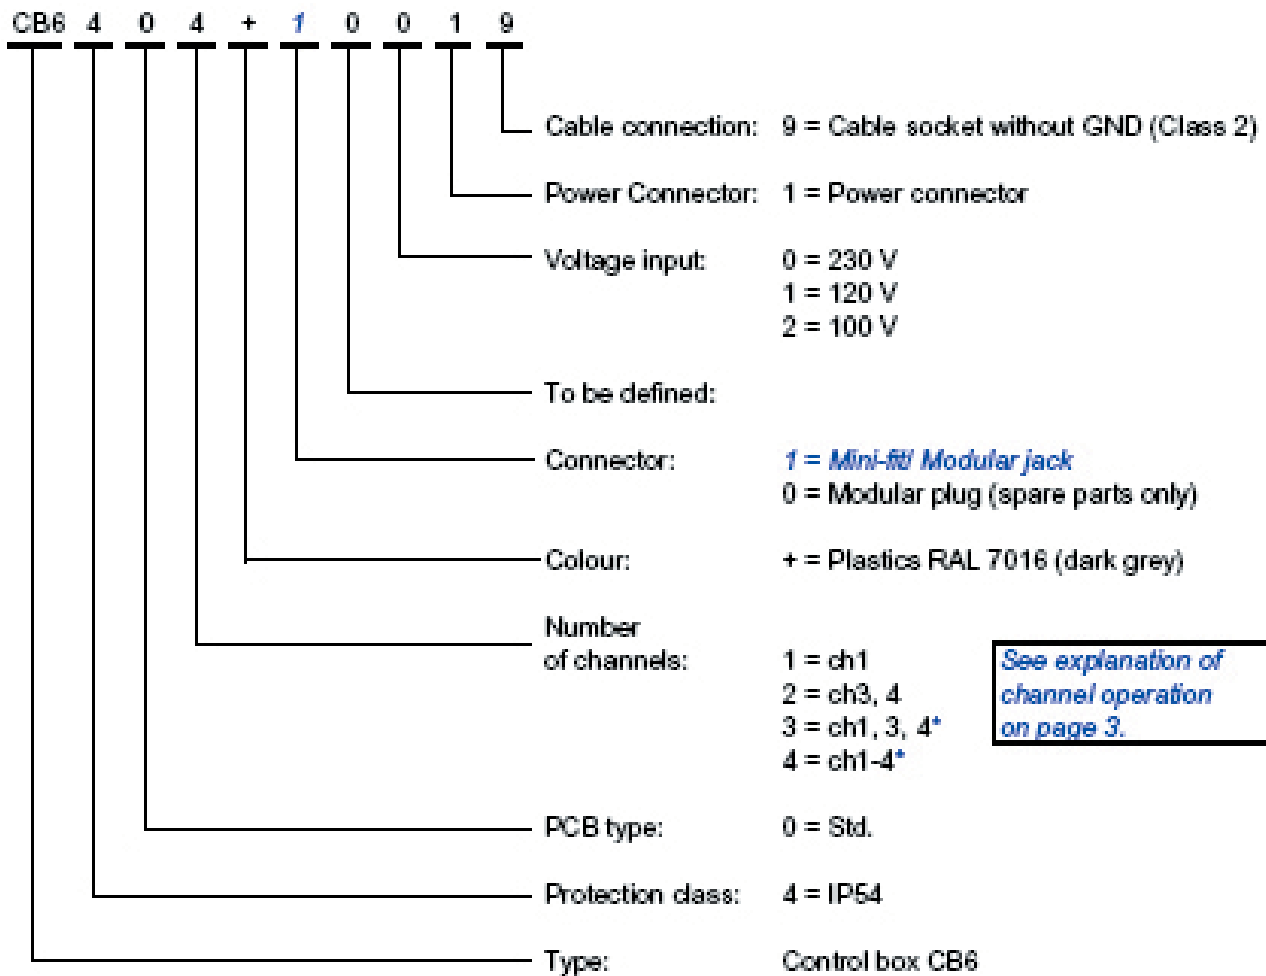 CB6 4 0 4 + 1 0 0 1 9
Cable connection: 9 = Cable socket without GND (Class 2)
Power Connector: 1 = Power connector
Voltage input: 0 = 230 V
1 = 120 V
2 = 100 V
To be defined:
Connector: 1 = Mini-fit/ Modular jack
0 = Modular plug (spare parts only)
Colour: + = Plastics RAL 7016 (dark grey)
Number
of channels: 1 = ch1
2 = ch3, 4
3 = ch1, 3, 4*
4 = ch1-4*
See explanation of
channel operation
on page 3.
PCB type: 0 = Std.
Protection class: 4 = IP54
Type: Control box CB6